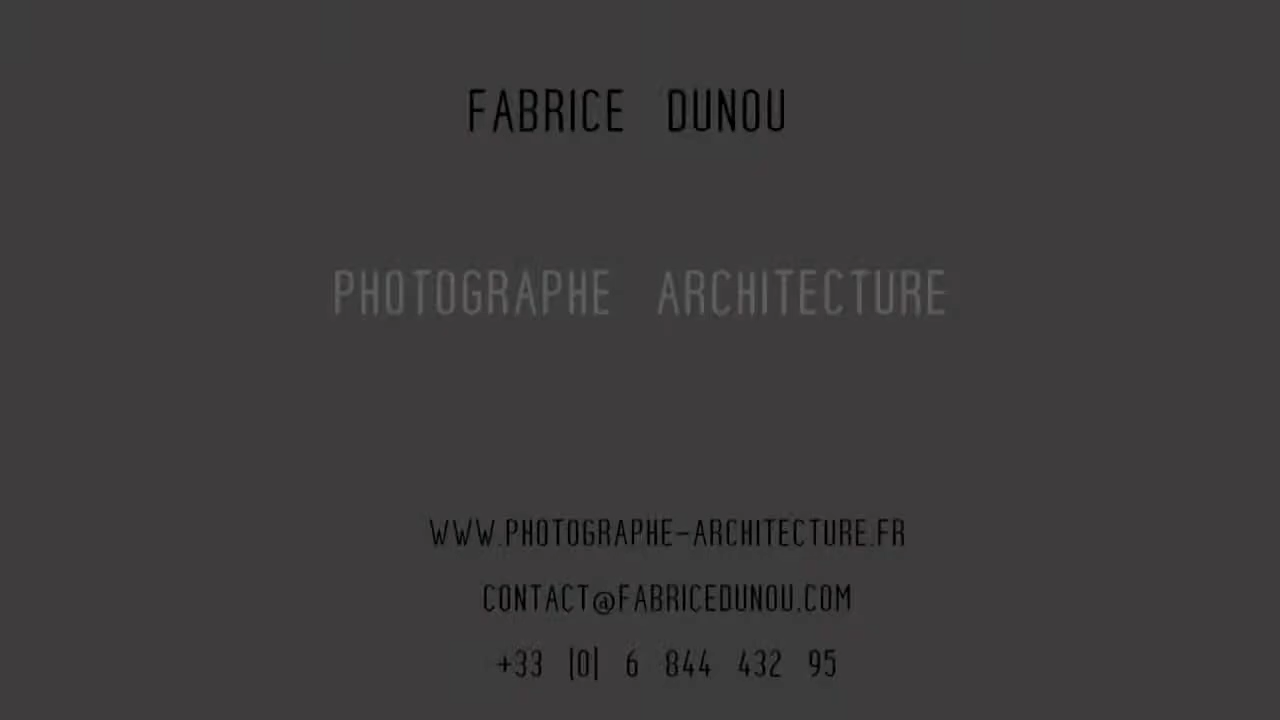 FABRICE DUNOU
PHOTOGRAPHE ARCHITECTURE
WWW.PHOTOGRAPHE-ARCHITECTURE.FR
CONTACT@FABRICEDUNOU.COM
+33 |0| 6 844 432 95